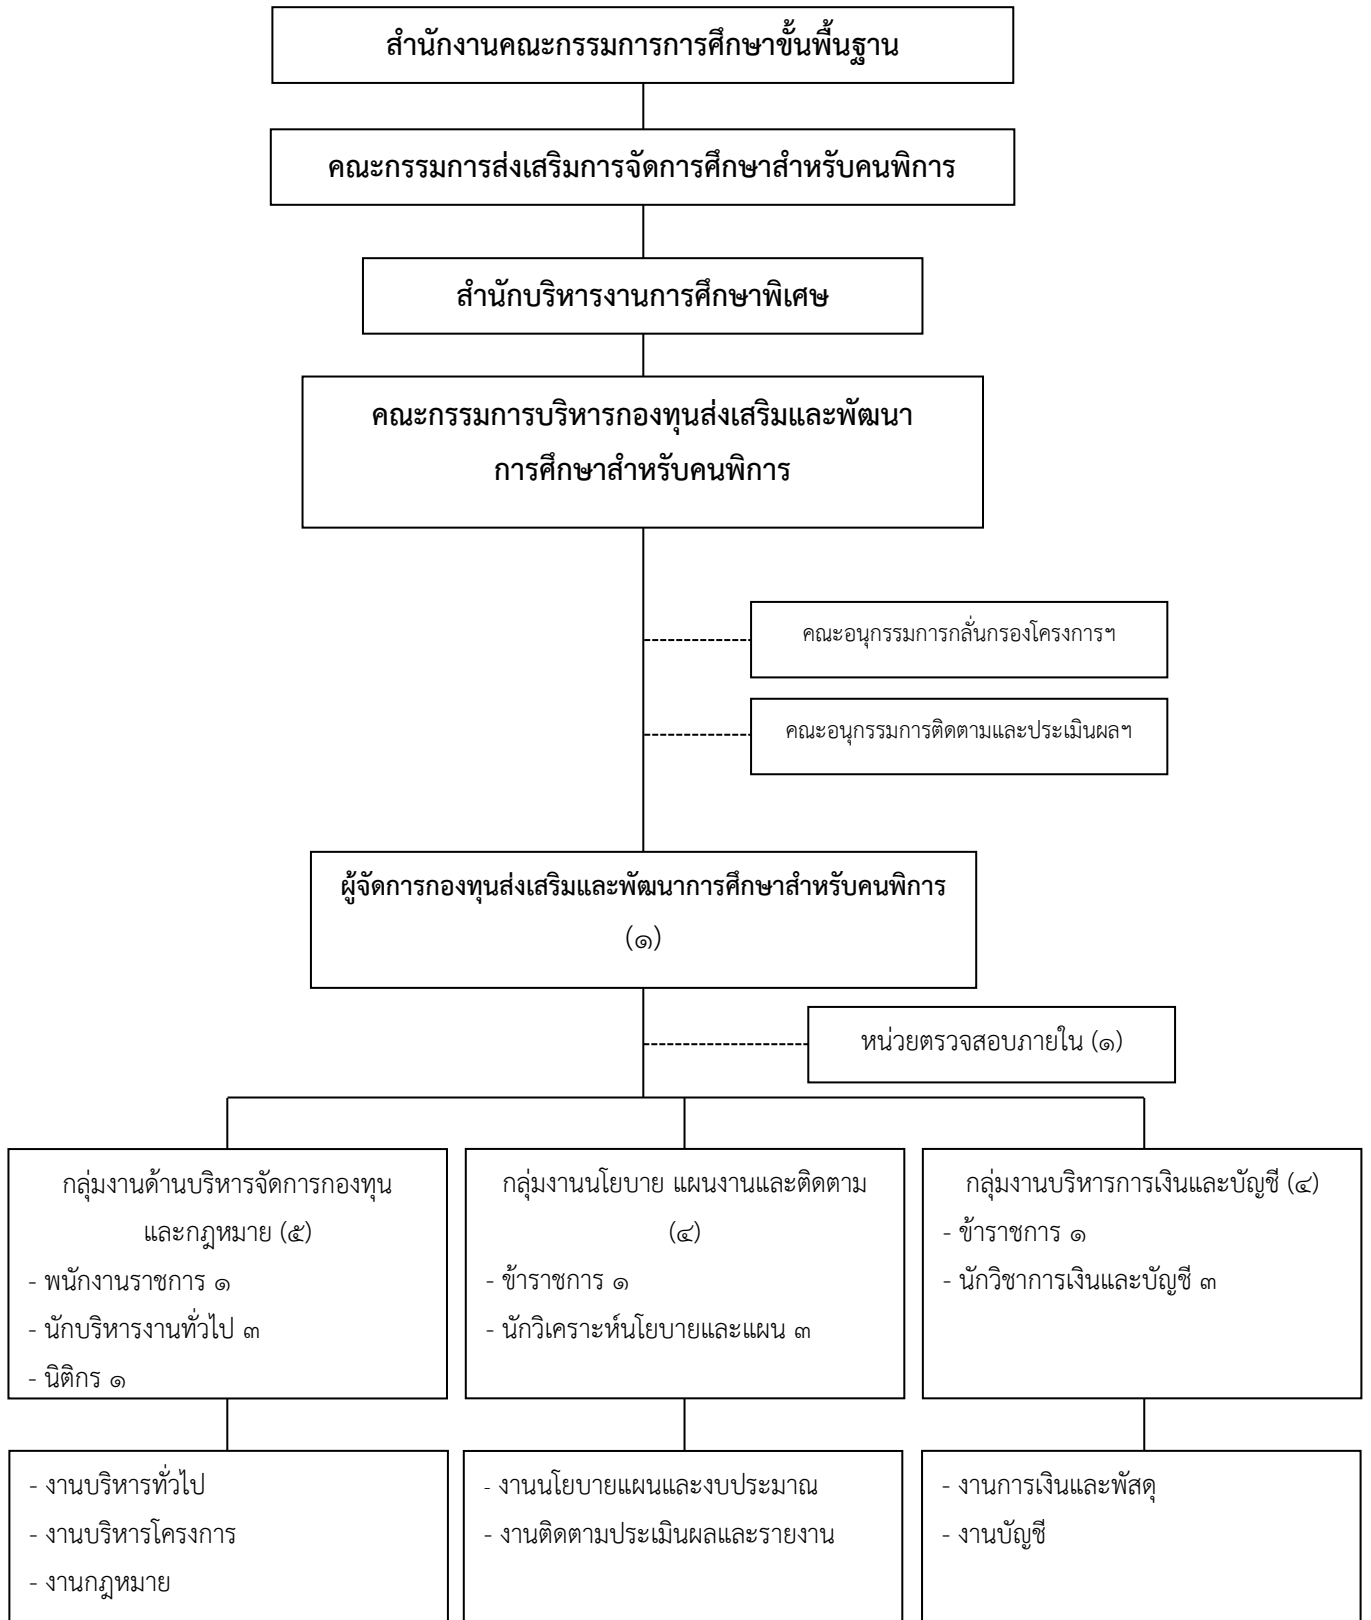 สำนักงานคณะกรรมการการศึกษาขั้นพื้นฐาน
คณะกรรมการส่งเสริมการจัดการศึกษาสำหรับคนพิการ
สำนักบริหารงานการศึกษาพิเศษ
คณะกรรมการบริหารกองทุนส่งเสริมและพัฒนา
การศึกษาสำหรับคนพิการ
คณะอนุกรรมการกลั่นกรองโครงการฯ
คณะอนุกรรมการติดตามและประเมินผลฯ
ผู้จัดการกองทุนส่งเสริมและพัฒนาการศึกษาสำหรับคนพิการ
(๑)
หน่วยตรวจสอบภายใน (๑)
กลุ่มงานด้านบริหารจัดการกองทุน
และกฎหมาย (๕)
- พนักงานราชการ ๑
- นักบริหารงานทั่วไป ๓
- นิติกร ๑
กลุ่มงานนโยบาย แผนงานและติดตาม
(๔)
- ข้าราชการ ๑
- นักวิเคราะห์นโยบายและแผน ๓
กลุ่มงานบริหารการเงินและบัญชี (๔)
- ข้าราชการ ๑
- นักวิชาการเงินและบัญชี ๓
- งานบริหารทั่วไป
- งานบริหารโครงการ
- งานกฎหมาย
- งานนโยบายแผนและงบประมาณ
- งานติดตามประเมินผลและรายงาน
- งานการเงินและพัสดุ
- งานบัญชี